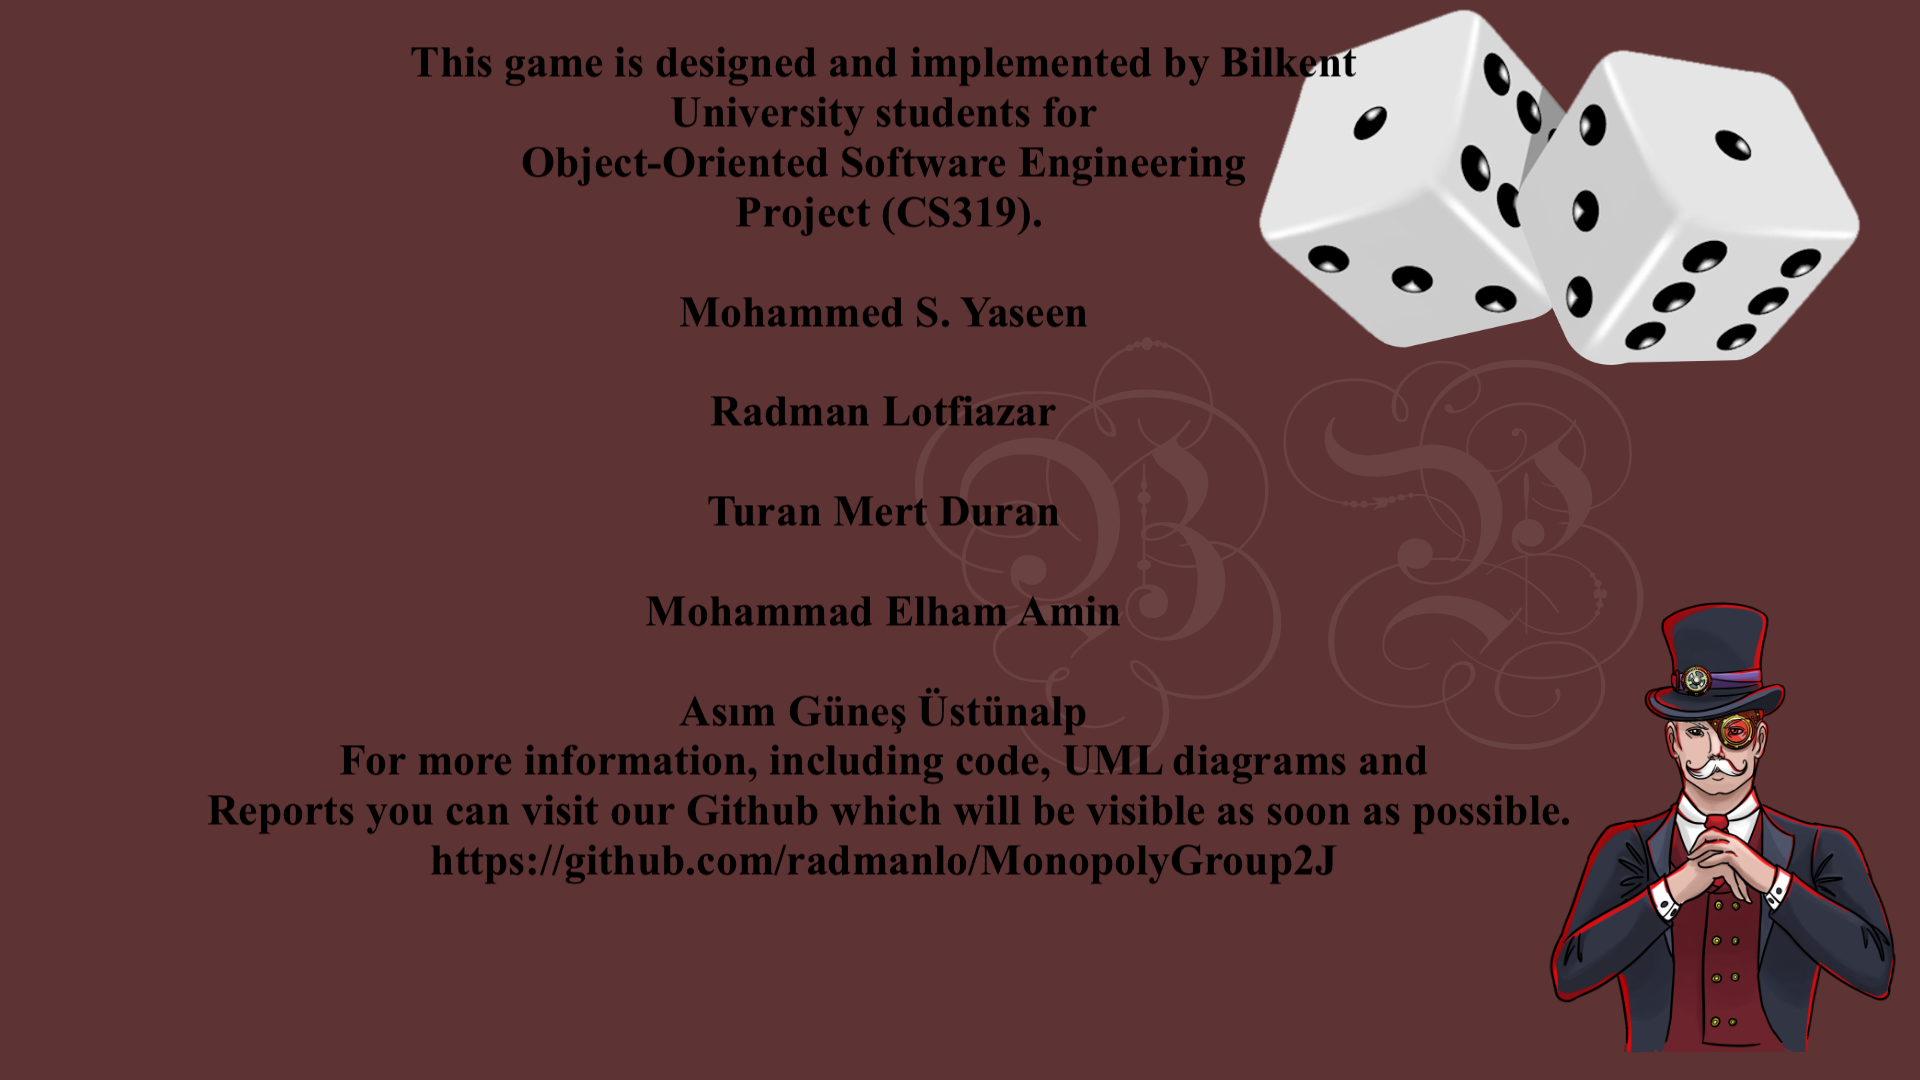 This game is designed and implemented by Bilkent
University students for
Object-Oriented Software Engineering
Project (CS319).
Mohammed S. Yaseen
Radman Lotfiazar
Turan Mert Duran
Mohammad Elham Amin
Asım Güneş Üstünalp
For more information, including code, UML diagrams and
Reports you can visit our Github which will be visible as soon as possible.
https://github.com/radmanlo/MonopolyGroup2J